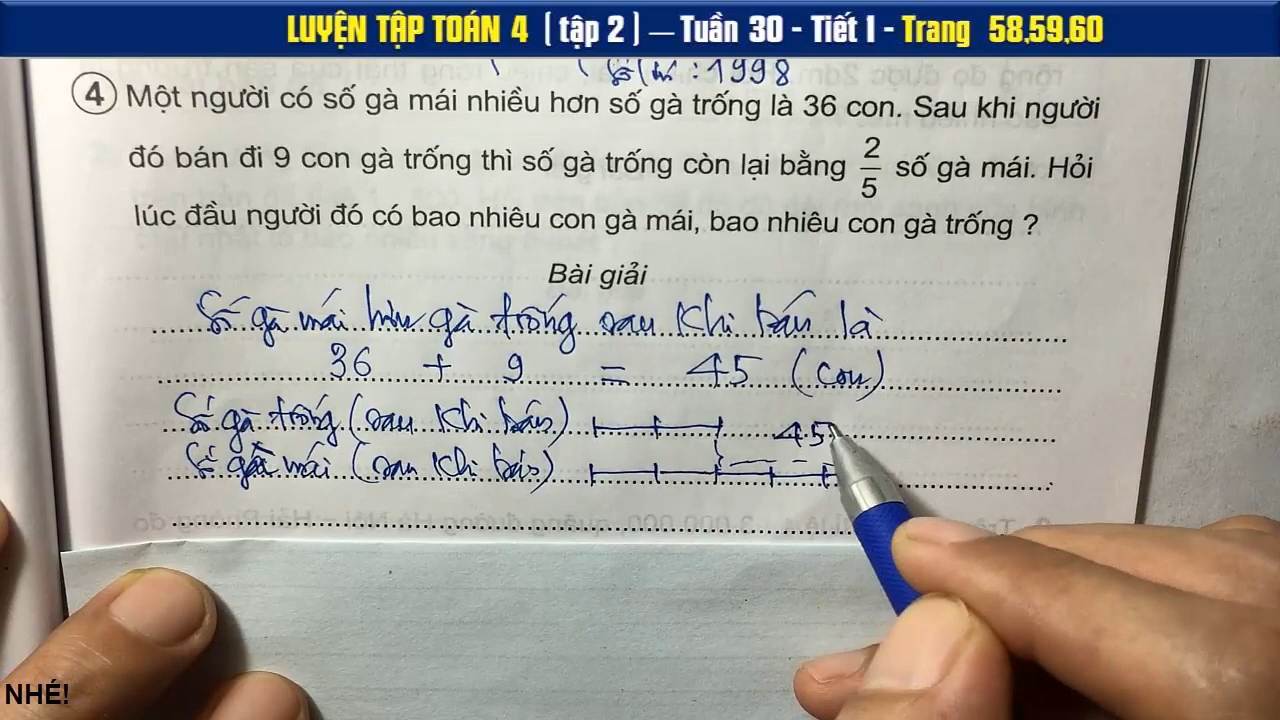 LUYỆN TẬP TOÁN 4 ( tập 2 ) — Tuần 30 - Tiết 1 - Trang 58,59,60
: 1998
4 Một người có số gà mái nhiều hơn số gà trống là 36 con. Sau khi người
đó bán đi 9 con gà trống thì số gà trống còn lại bằng 2/5 số gà mái. Hỏi
lúc đầu người đó có bao nhiêu con gà mái, bao nhiêu con gà trống ?
Bài giải
Số gà mái hơn gà trống sau khi bán là
36 + 9 = 45 (con)
Số gà trống (sau khi bán) 45
Số gà mái (sau khi bán)
NHÉ!